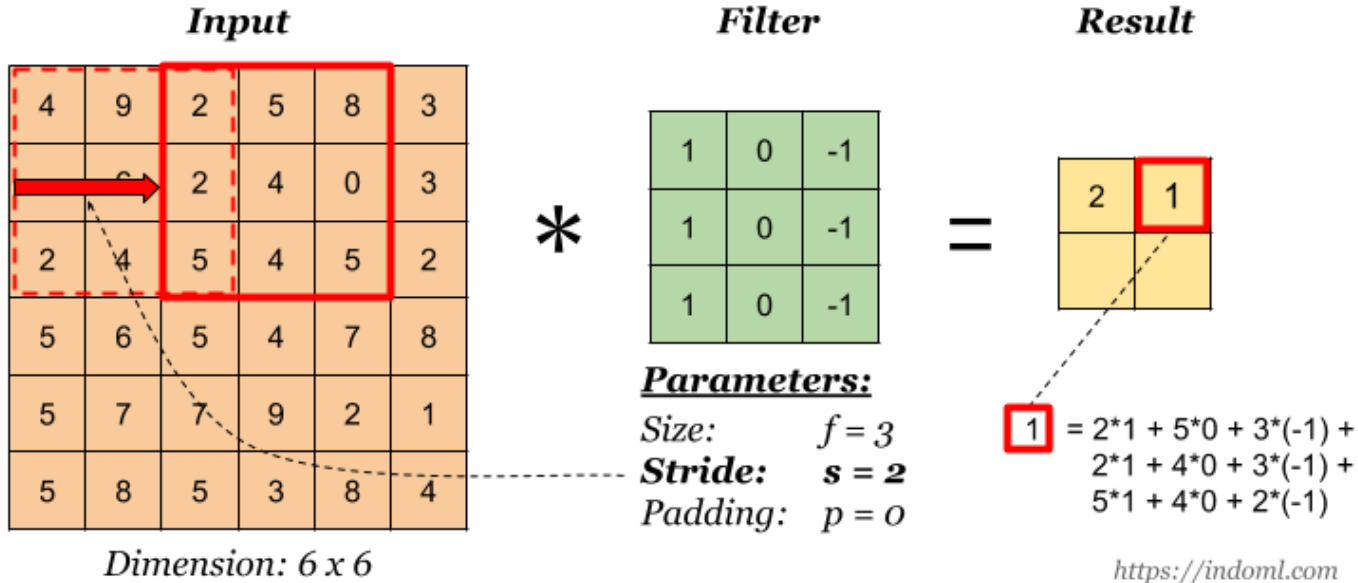 Input
Filter
Result
4 9 2 5 8 3
2 4 0 3
2 4 5 4 5 2
5 6 5 4 7 8
5 7 7 9 2 1
5 8 5 3 8 4
Dimension: 6 x 6
*
1 0 -1
1 0 -1
1 0 -1
Parameters:
Size: f = 3
Stride: s = 2
Padding: p = 0
=
2 1
1 = 2*1 + 5*0 + 3*(-1) +
2*1 + 4*0 + 3*(-1) +
5*1 + 4*0 + 2*(-1)
https://indoml.com